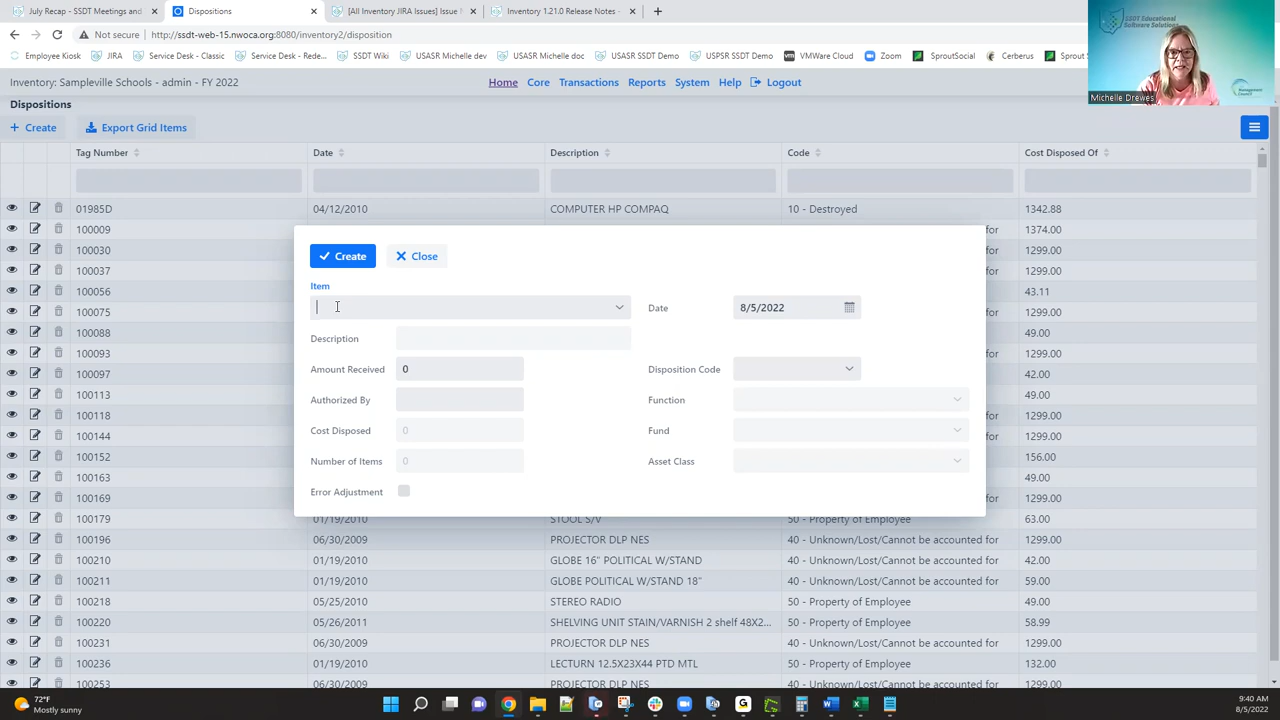 July Recap - SSDT Meetings and
Dispositions
[All Inventory JIRA Issues] Issue
Inventory 1.21.0 Release Notes -
Not secure
http://ssdt-web-15.nwoca.org:8080/inventory2/disposition
Employee Kiosk
JIRA
Service Desk - Classic
Service Desk - Rede...
SSDT Wiki
USASR Michelle dev
USASR Michelle doc
USASR SSDT Demo
USPSR SSDT Demo
VMWare Cloud
Zoom
SproutSocial
Cerberus
Sprout
SSDT Educational
Software Solutions
Michelle Drewes
Inventory: Sampleville Schools - admin - FY 2022
Home Core Transactions Reports System Help Logout
Dispositions
Create Export Grid Items
Tag Number Date Description Code Cost Disposed Of
01985D 04/12/2010 COMPUTER HP COMPAQ 10 - Destroyed 1342.88
100009 for 1374.00
100030 for 1299.00
100037 for 1299.00
100056 43.11
100075 for 1299.00
100088 49.00
100093 for 1299.00
100097 42.00
100113 49.00
100118 for 1299.00
100144 for 1299.00
100152 156.00
100163 49.00
100169 for 1299.00
100179 01/19/2010 STOOL S/V 50 - Property of Employee 63.00
100196 06/30/2009 PROJECTOR DLP NES 40 - Unknown/Lost/Cannot be accounted for 1299.00
100210 01/19/2010 GLOBE 16" POLITICAL W/STAND 40 - Unknown/Lost/Cannot be accounted for 42.00
100211 01/19/2010 GLOBE POLITICAL W/STAND 18" 40 - Unknown/Lost/Cannot be accounted for 59.00
100218 05/25/2010 STEREO RADIO 50 - Property of Employee 49.00
100220 05/26/2011 SHELVING UNIT STAIN/VARNISH 2 shelf 48X2... 50 - Property of Employee 58.99
100231 06/30/2009 PROJECTOR DLP NES 40 - Unknown/Lost/Cannot be accounted for 1299.00
100236 01/19/2010 LECTURN 12.5X23X44 PTD MTL 50 - Property of Employee 132.00
100253 06/30/2009 PROJECTOR DLP NES 40 - Unknown/Lost/Cannot be accounted for 1299.00
Create Close
Item
Date 8/5/2022
Description
Amount Received 0 Disposition Code
Authorized By Function
Cost Disposed 0 Fund
Number of Items 0 Asset Class
Error Adjustment
72°F
Mostly sunny
9:40 AM
8/5/2022